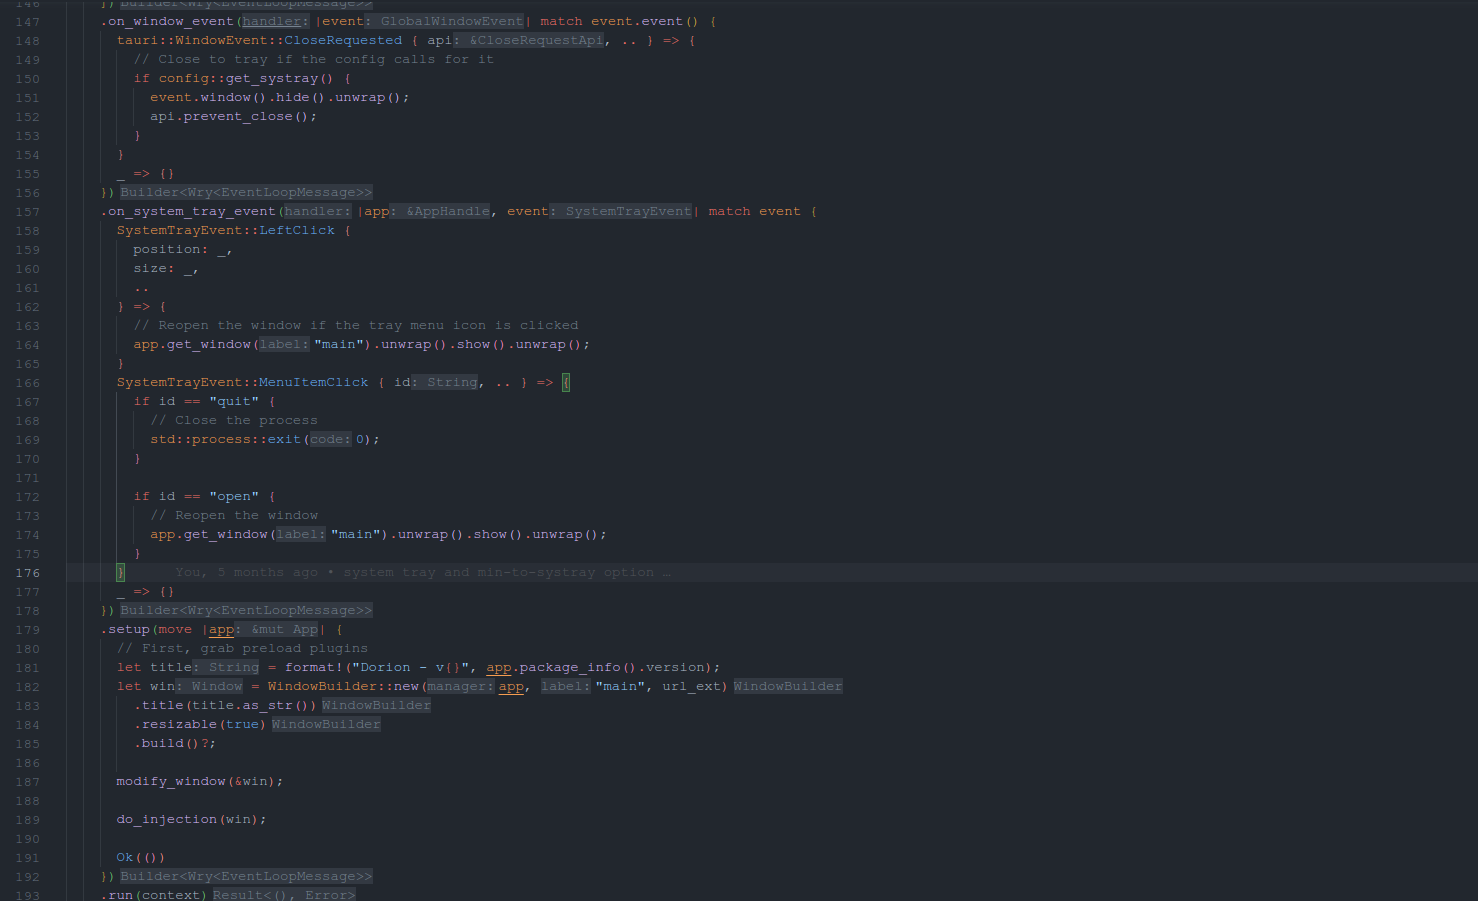 146 }) Builder<Wry<EventLoopMessage>>
147 .on_window_event(handler: |event: GlobalWindowEvent| match event.event() {
148 tauri::WindowEvent::CloseRequested { api: &CloseRequestApi, .. } => {
149 // Close to tray if the config calls for it
150 if config::get_systray() {
151 event.window().hide().unwrap();
152 api.prevent_close();
153 }
154 }
155 _ => {}
156 }) Builder<Wry<EventLoopMessage>>
157 .on_system_tray_event(handler: |app: &AppHandle, event: SystemTrayEvent| match event {
158 SystemTrayEvent::LeftClick {
159 position: _,
160 size: _,
161 ..
162 } => {
163 // Reopen the window if the tray menu icon is clicked
164 app.get_window(label: "main").unwrap().show().unwrap();
165 }
166 SystemTrayEvent::MenuItemClick { id: String, .. } => {
167 if id == "quit" {
168 // Close the process
169 std::process::exit(code: 0);
170 }
171
172 if id == "open" {
173 // Reopen the window
174 app.get_window(label: "main").unwrap().show().unwrap();
175 }
176 } You, 5 months ago • system tray and min-to-systray option …
177 _ => {}
178 }) Builder<Wry<EventLoopMessage>>
179 .setup(move |app: &mut App| {
180 // First, grab preload plugins
181 let title: String = format!("Dorion - v{}", app.package_info().version);
182 let win: Window = WindowBuilder::new(manager: app, label: "main", url_ext) WindowBuilder
183 .title(title.as_str()) WindowBuilder
184 .resizable(true) WindowBuilder
185 .build()?;
186
187 modify_window(&win);
188
189 do_injection(win);
190
191 Ok(())
192 }) Builder<Wry<EventLoopMessage>>
193 .run(context) Result<(), Error>